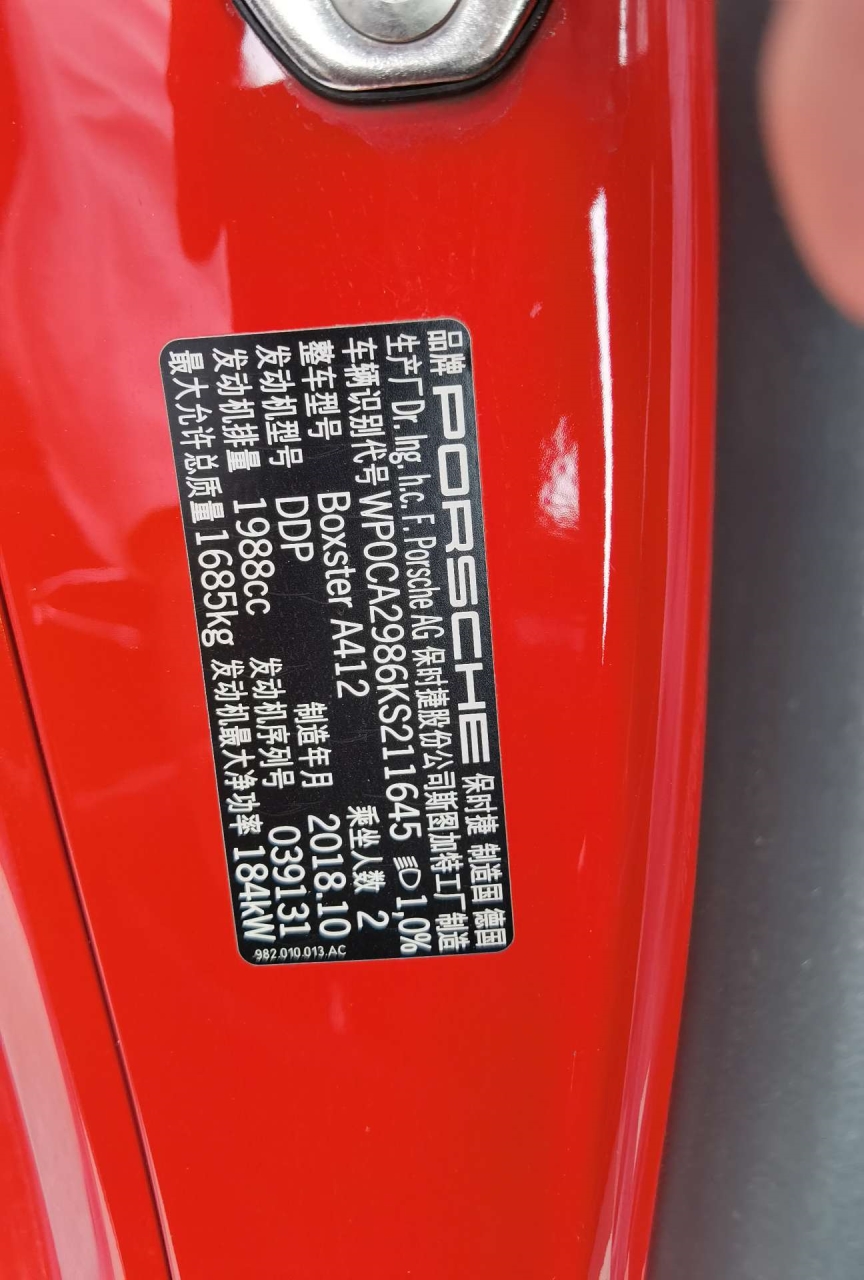 品牌 PORSCHE 保时捷 制造国 德国
生产厂 Dr. Ing. h.c. F. Porsche AG 保时捷股份公司斯图加特工厂 制造
车辆识别代号 WP0CA2986KS211645 1,0%
整车型号 Boxster A412 乘坐人数 2
发动机型号 DDP 制造年月 2018.10
发动机排量 1988cc 发动机序列号 039131
最大允许总质量 1685kg 发动机最大净功率 184kW
982.010.013.AC